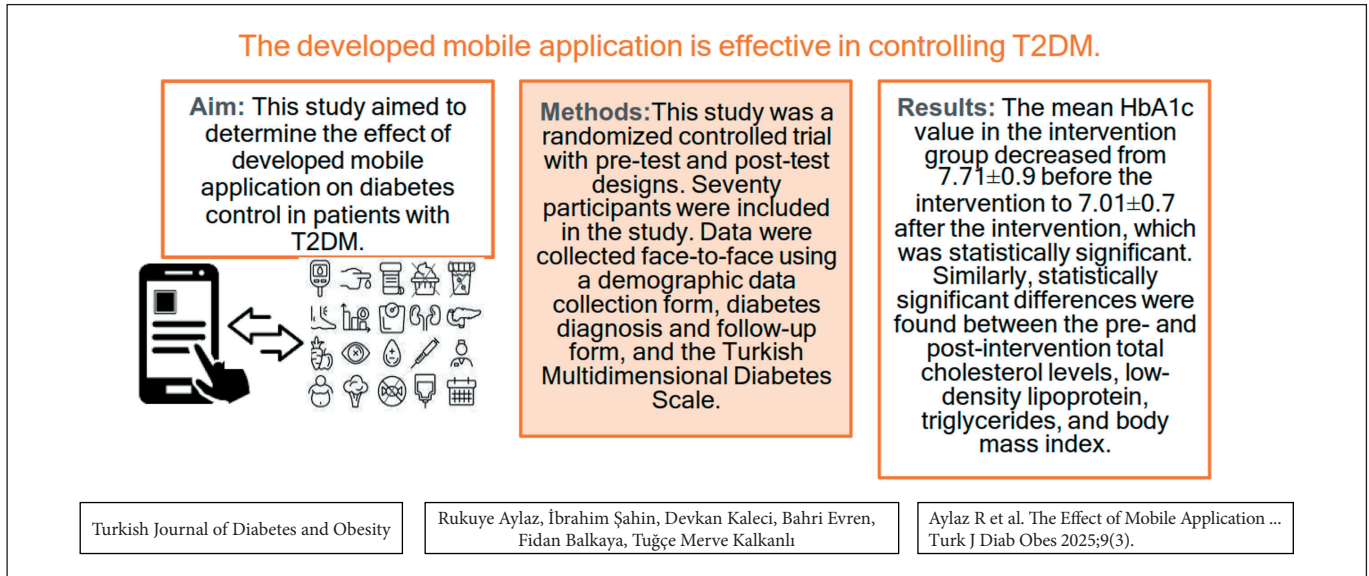 The developed mobile application is effective in controlling T2DM.
Aim: This study aimed to
determine the effect of
developed mobile
application on diabetes
control in patients with
T2DM.
Methods:This study was a
randomized controlled trial
with pre-test and post-test
designs. Seventy
participants were included
in the study. Data were
collected face-to-face using
a demographic data
collection form, diabetes
diagnosis and follow-up
form, and the Turkish
Multidimensional Diabetes
Scale.
Results: The mean HbA1c
value in the intervention
group decreased from
7.71±0.9 before the
intervention to 7.01±0.7
after the intervention, which
was statistically significant.
Similarly, statistically
significant differences were
found between the pre- and
post-intervention total
cholesterol levels, low-
density lipoprotein,
triglycerides, and body
mass index.
Turkish Journal of Diabetes and Obesity
Rukuye Aylaz, İbrahim Şahin, Devkan Kaleci, Bahri Evren,
Fidan Balkaya, Tuğçe Merve Kalkanlı
Aylaz R et al. The Effect of Mobile Application ...
Turk J Diab Obes 2025;9(3).